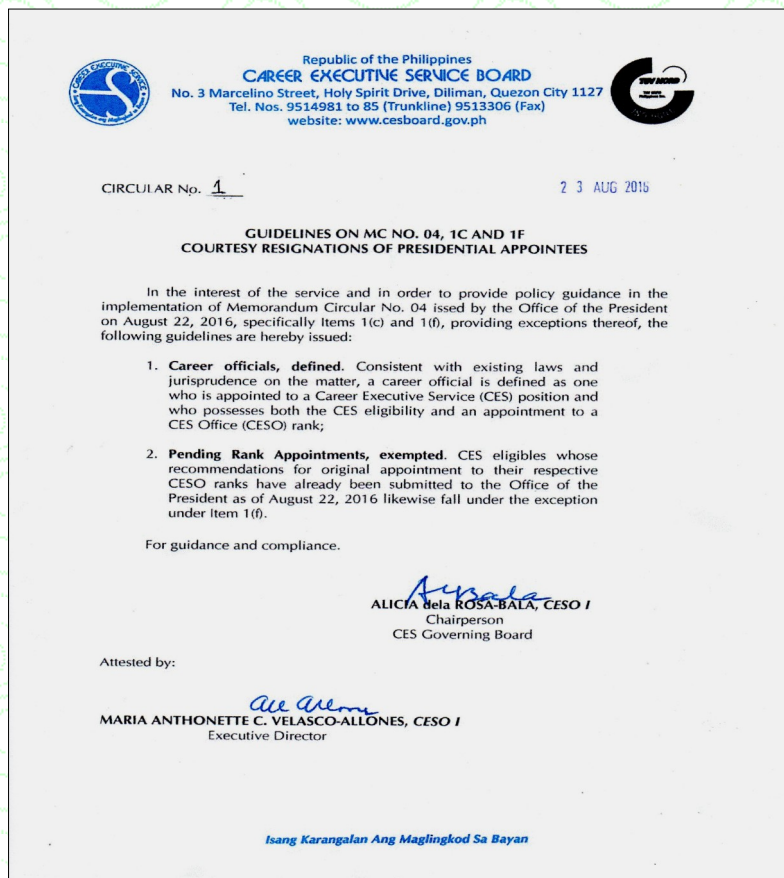 Republic of the Philippines
CAREER EXECUTIVE SERVICE BOARD
No. 3 Marcelino Street, Holy Spirit Drive, Diliman, Quezon City 1127
Tel. Nos. 9514981 to 85 (Trunkline) 9513306 (Fax)
website: www.cesboard.gov.ph
CAREER EXECUTIVE SERVICE
TUV NORD
CIRCULAR No. 1
2 3 AUG 2016
GUIDELINES ON MC NO. 04, 1C AND 1F
COURTESY RESIGNATIONS OF PRESIDENTIAL APPOINTEES
In the interest of the service and in order to provide policy guidance in the
implementation of Memorandum Circular No. 04 issued by the Office of the President
on August 22, 2016, specifically Items 1(c) and 1(f), providing exceptions thereof, the
following guidelines are hereby issued:
1. Career officials, defined. Consistent with existing laws and
jurisprudence on the matter, a career official is defined as one
who is appointed to a Career Executive Service (CES) position and
who possesses both the CES eligibility and an appointment to a
CES Office (CESO) rank;
2. Pending Rank Appointments, exempted. CES eligibles whose
recommendations for original appointment to their respective
CESO ranks have already been submitted to the Office of the
President as of August 22, 2016 likewise fall under the exception
under Item 1(f).
For guidance and compliance.
ALICIA dela ROSA-BALA, CESO I
Chairperson
CES Governing Board
Attested by:
MARIA ANTHONETTE C. VELASCO-ALLONES, CESO I
Executive Director
Isang Karangalan Ang Maglingkod Sa Bayan